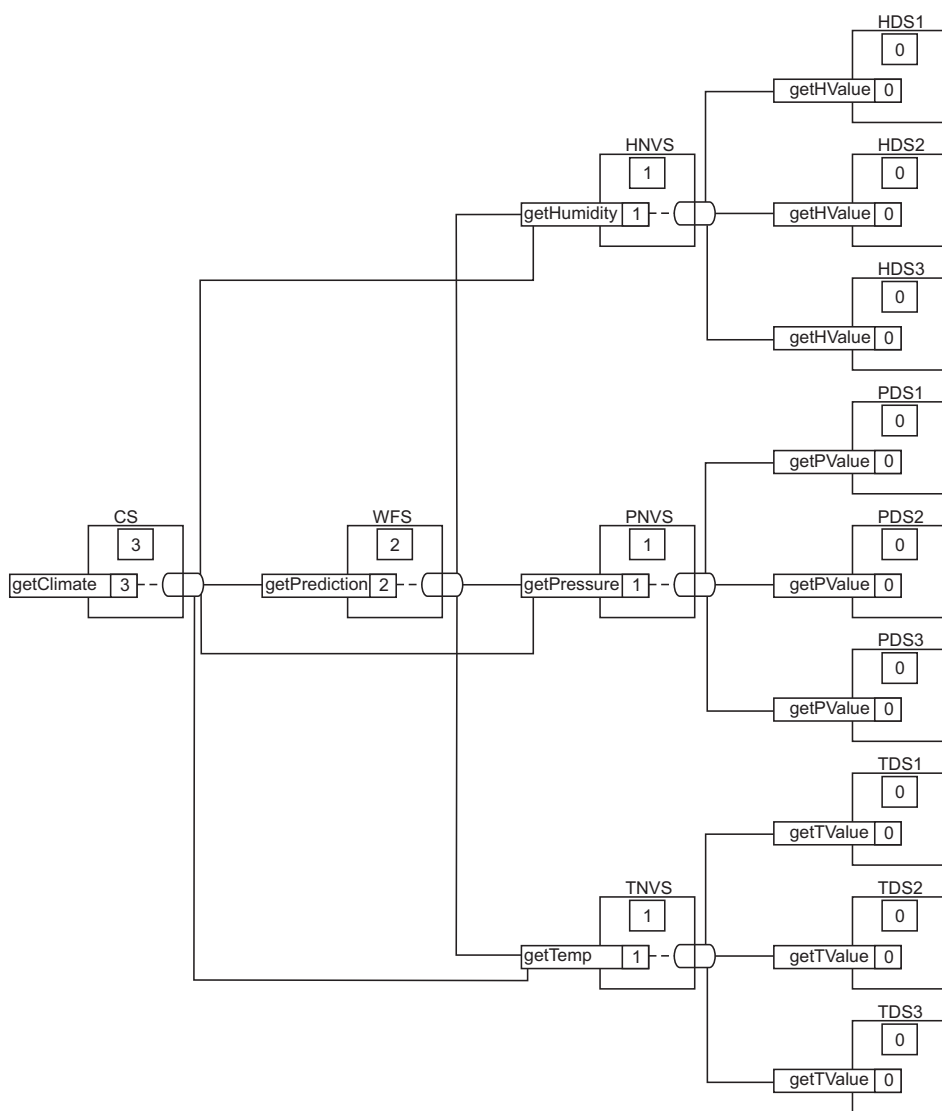 HDS1
0
getHValue 0
HNVS
1
getHumidity 1
HDS2
0
getHValue 0
HDS3
0
getHValue 0
PDS1
0
getPValue 0
CS
3
getClimate 3
WFS
2
getPrediction 2
PNVS
1
getPressure 1
PDS2
0
getPValue 0
PDS3
0
getPValue 0
TDS1
0
getTValue 0
TNVS
1
getTemp 1
TDS2
0
getTValue 0
TDS3
0
getTValue 0